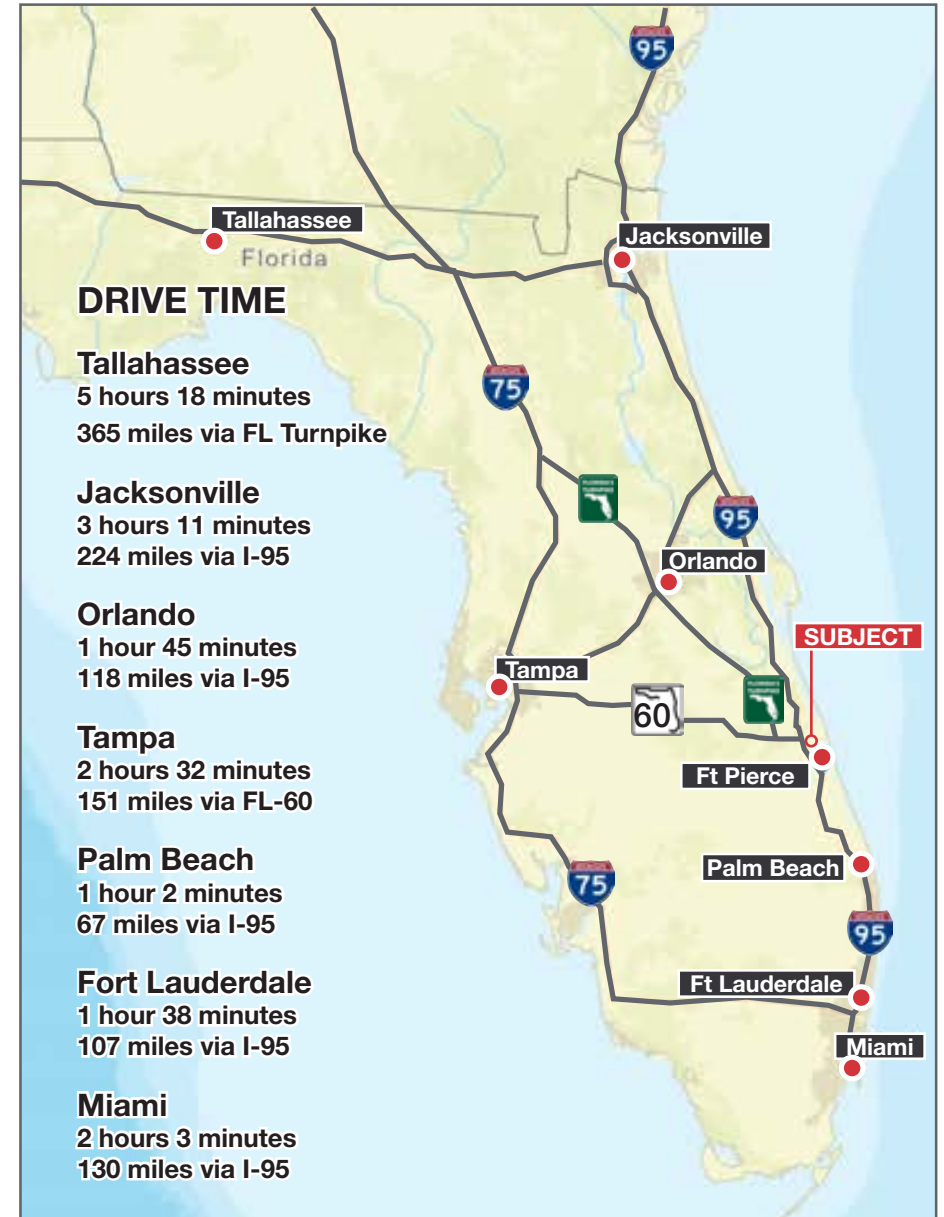 95
Tallahassee
Florida
Jacksonville
DRIVE TIME
Tallahassee
5 hours 18 minutes
365 miles via FL Turnpike
Jacksonville
3 hours 11 minutes
224 miles via I-95
Orlando
1 hour 45 minutes
118 miles via I-95
Tampa
2 hours 32 minutes
151 miles via FL-60
Palm Beach
1 hour 2 minutes
67 miles via I-95
Fort Lauderdale
1 hour 38 minutes
107 miles via I-95
Miami
2 hours 3 minutes
130 miles via I-95
75
95
Orlando
SUBJECT
Tampa
60
Ft Pierce
Palm Beach
75
95
Ft Lauderdale
Miami